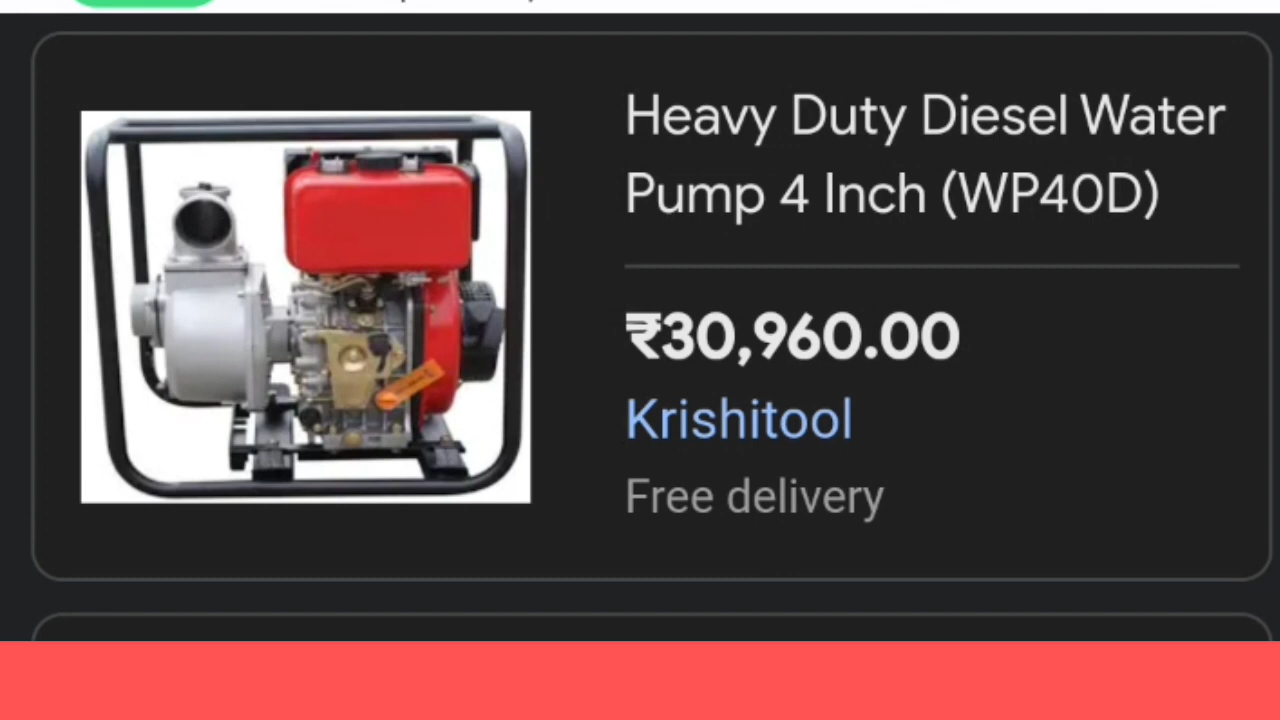 Heavy Duty Diesel Water
Pump 4 Inch (WP40D)
₹30,960.00
Krishitool
Free delivery